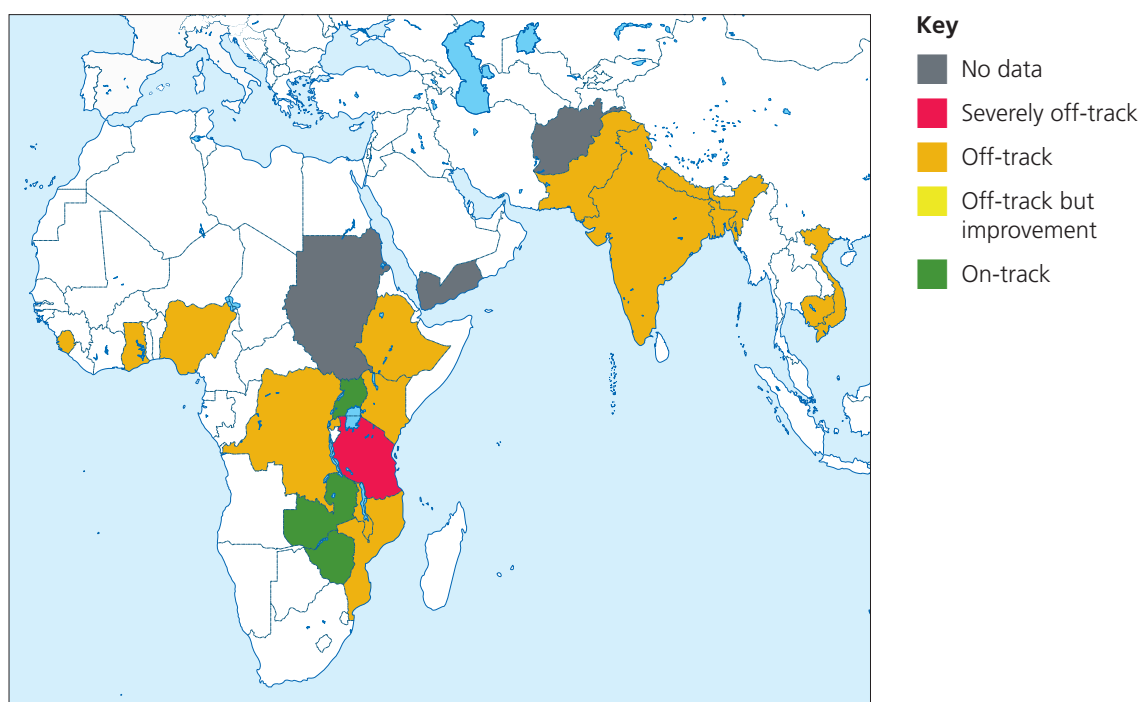 Key
No data
Severely off-track
Off-track
Off-track but
improvement
On-track